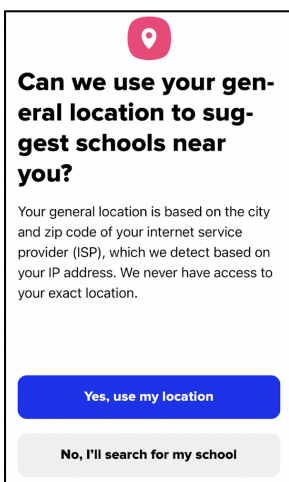 Can we use your gen-
eral location to sug-
gest schools near
you?
Your general location is based on the city
and zip code of your internet service
provider (ISP), which we detect based on
your IP address. We never have access to
your exact location.
Yes, use my location
No, I'll search for my school